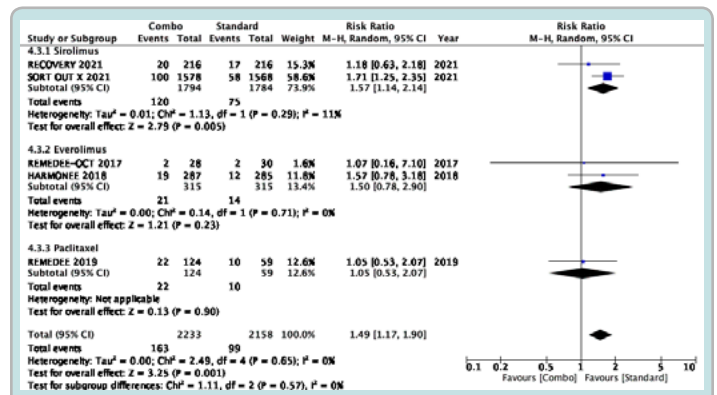 Combo Standard Risk Ratio Risk Ratio
Study or Subgroup Events Total Events Total Weight M-H, Random, 95% CI Year M-H, Random, 95% CI
4.3.1 Sirolimus
RECOVERY 2021 20 216 17 216 15.3% 1.18 [0.63, 2.18] 2021
SORT OUT X 2021 100 1578 58 1568 58.6% 1.71 [1.25, 2.35] 2021
Subtotal (95% CI) 1794 1784 73.9% 1.57 [1.14, 2.14]
Total events 120 75
Heterogeneity: Tau² = 0.01; Chi² = 1.13, df = 1 (P = 0.29); I² = 11%
Test for overall effect: Z = 2.79 (P = 0.005)
4.3.2 Everolimus
REMEDEE-OCT 2017 2 28 2 30 1.6% 1.07 [0.16, 7.10] 2017
HARMONEE 2018 19 287 12 285 11.8% 1.57 [0.78, 3.18] 2018
Subtotal (95% CI) 315 315 13.4% 1.50 [0.78, 2.90]
Total events 21 14
Heterogeneity: Tau² = 0.00; Chi² = 0.14, df = 1 (P = 0.71); I² = 0%
Test for overall effect: Z = 1.21 (P = 0.23)
4.3.3 Paclitaxel
REMEDEE 2019 22 124 10 59 12.6% 1.05 [0.53, 2.07] 2019
Subtotal (95% CI) 124 59 12.6% 1.05 [0.53, 2.07]
Total events 22 10
Heterogeneity: Not applicable
Test for overall effect: Z = 0.13 (P = 0.90)
Total (95% CI) 2233 2158 100.0% 1.49 [1.17, 1.90]
Total events 163 99
Heterogeneity: Tau² = 0.00; Chi² = 2.49, df = 4 (P = 0.65); I² = 0%
Test for overall effect: Z = 3.25 (P = 0.001)
Test for subgroup differences: Chi² = 1.11, df = 2 (P = 0.57), I² = 0%
0.1 0.2 0.5 1 2 5 10
Favours [Combo] Favours [Standard]